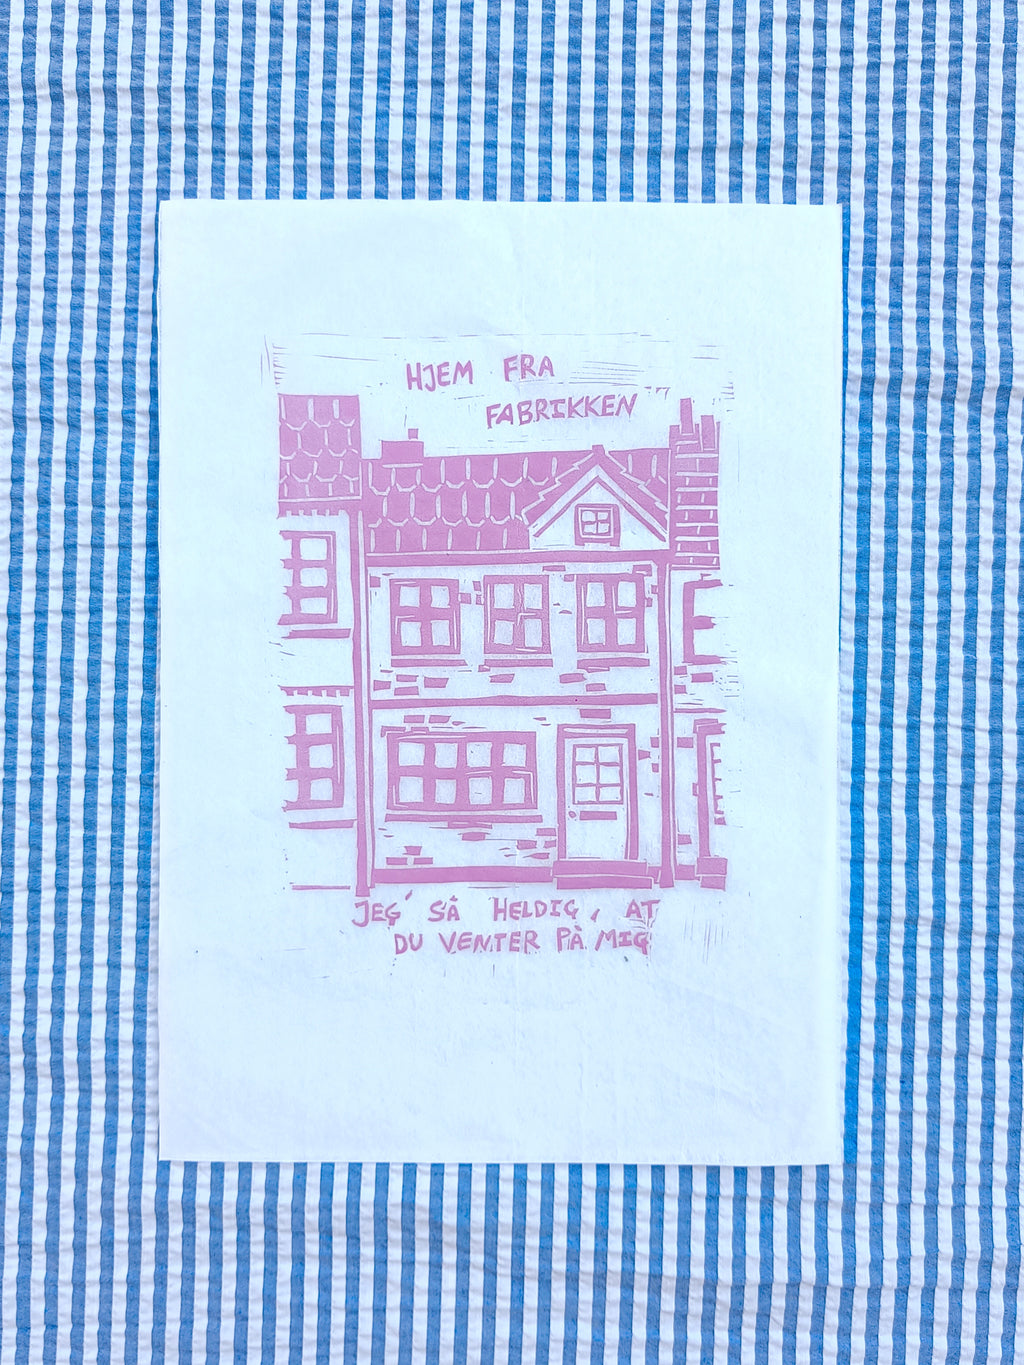 HJEM FRA
FABRIKKEN
JEG' SÅ HELDIG, AT
DU VENTER PÅ MIG